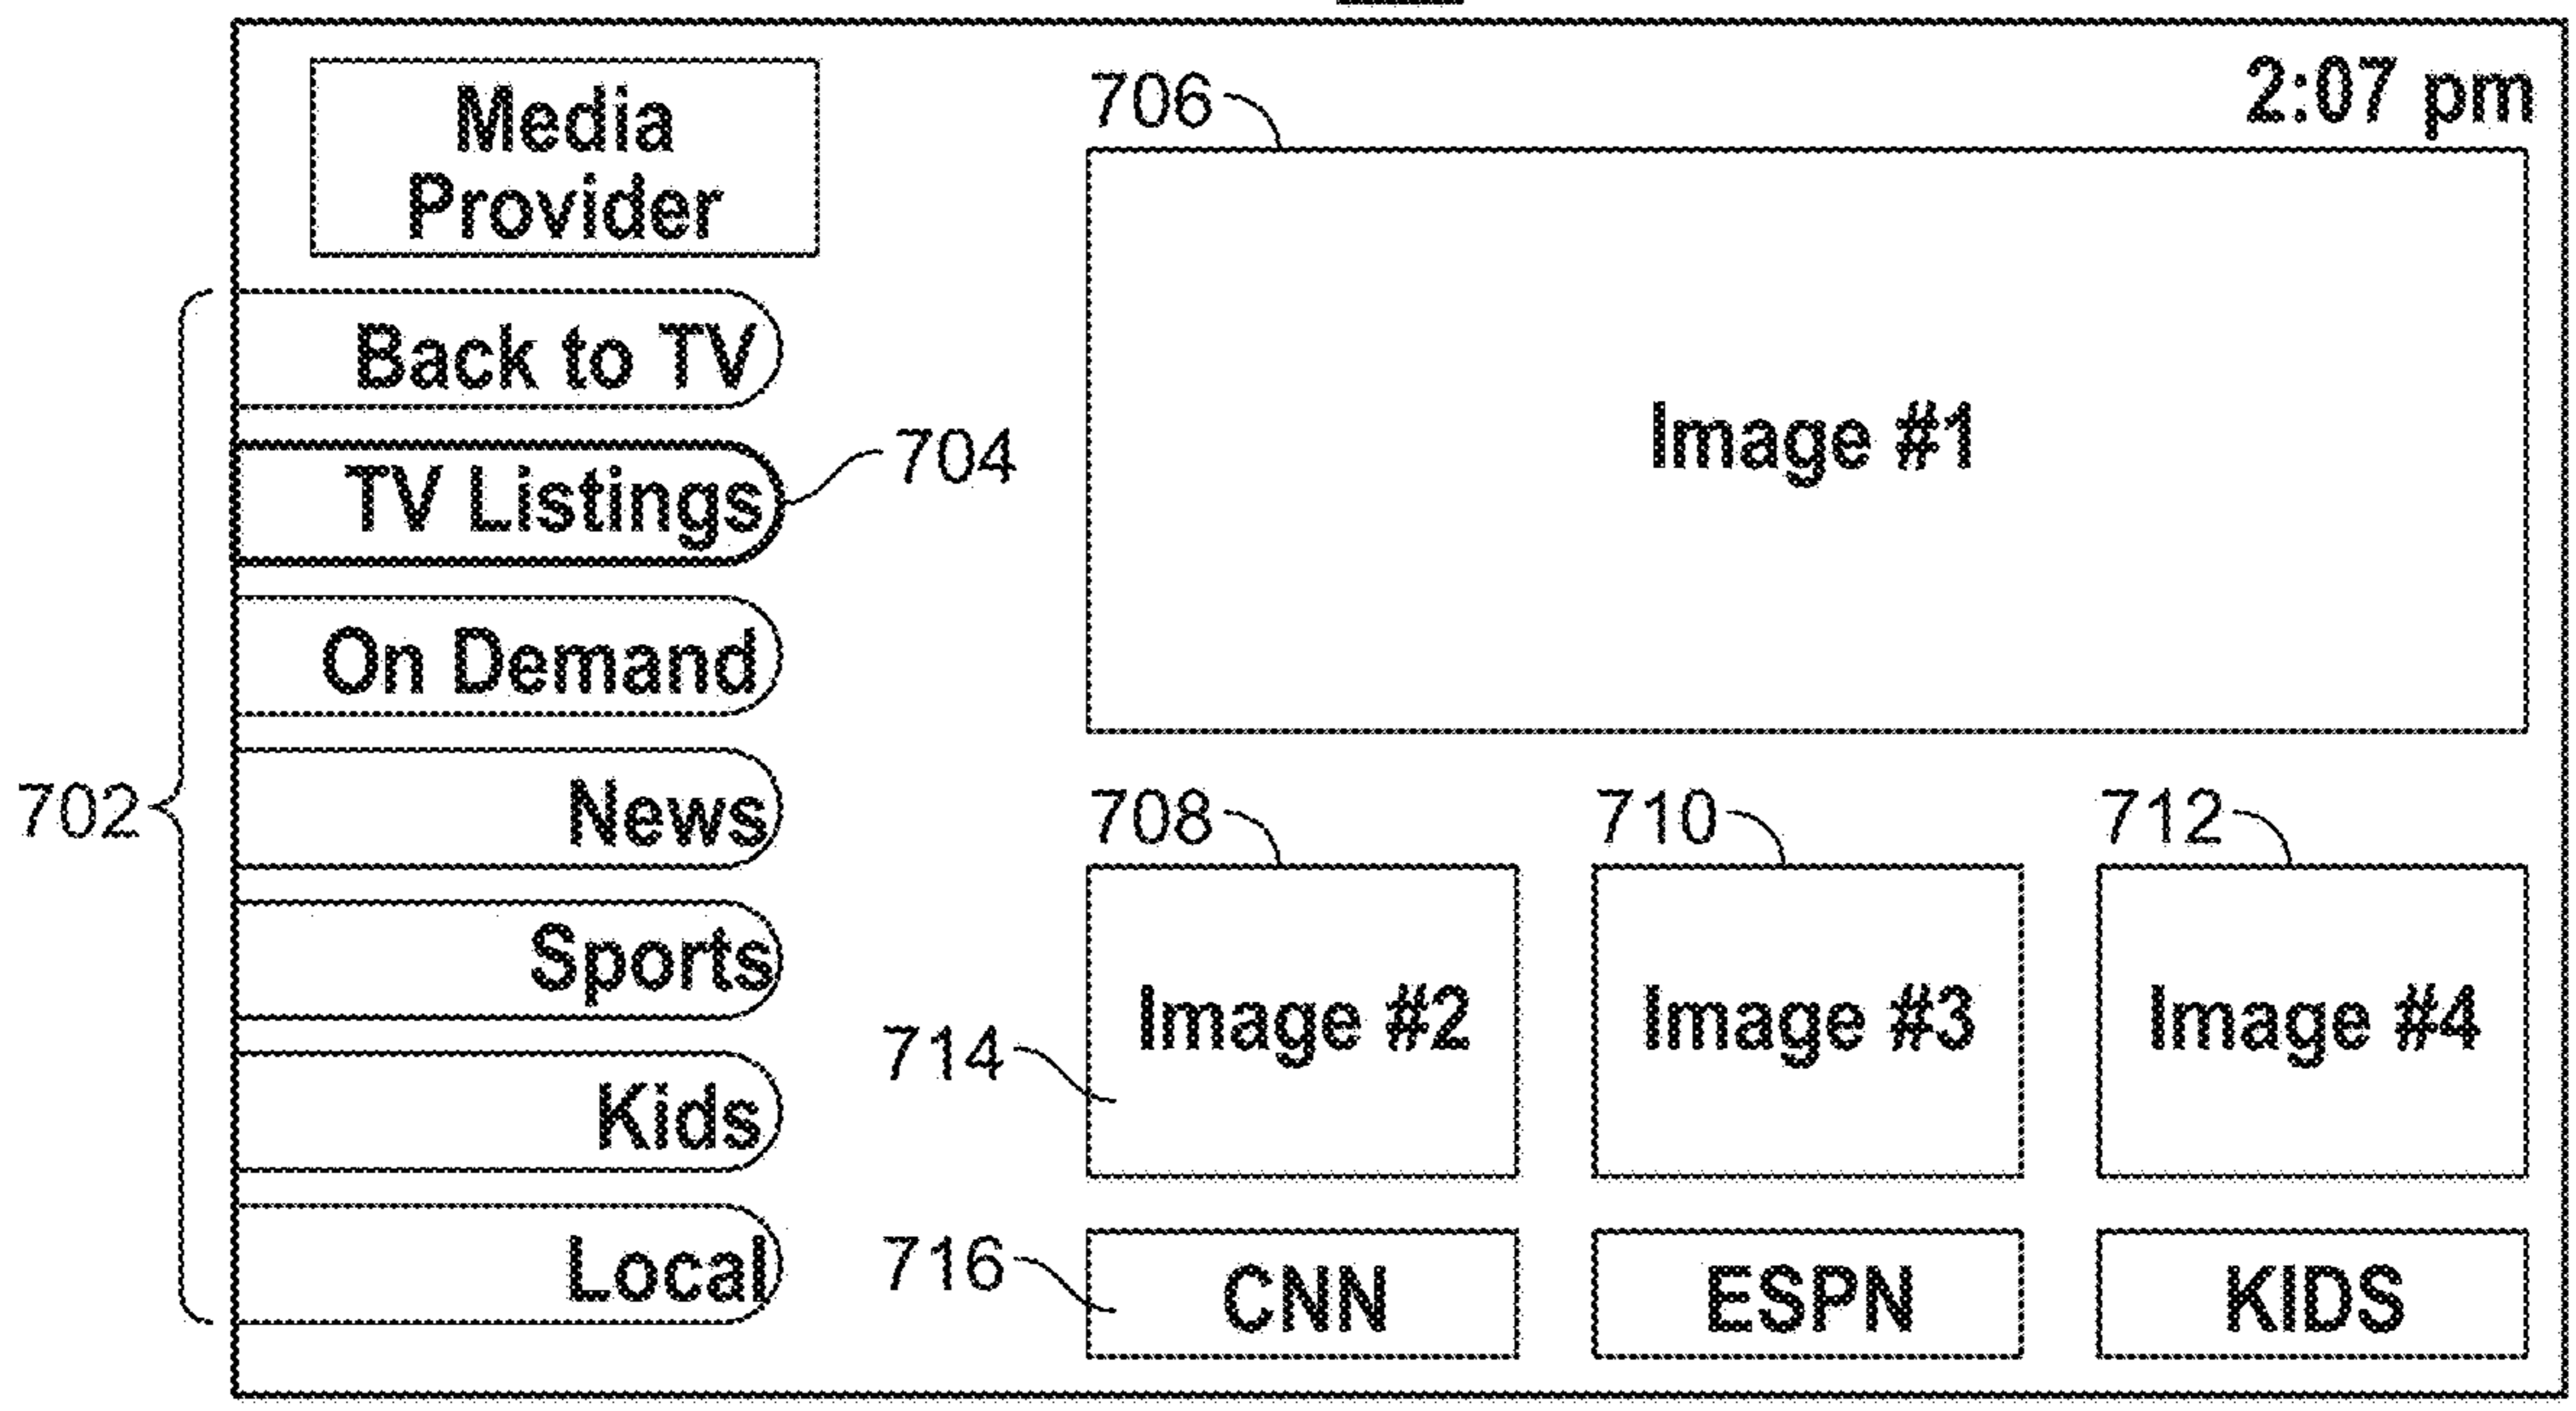 2:07 pm
Media
Provider
706
Back to TV
TV Listings
704
Image #1
On Demand
News
702
708
710
712
Sports
Image #2
Image #3
Image #4
714
Kids
Local
716
CNN
ESPN
KIDS